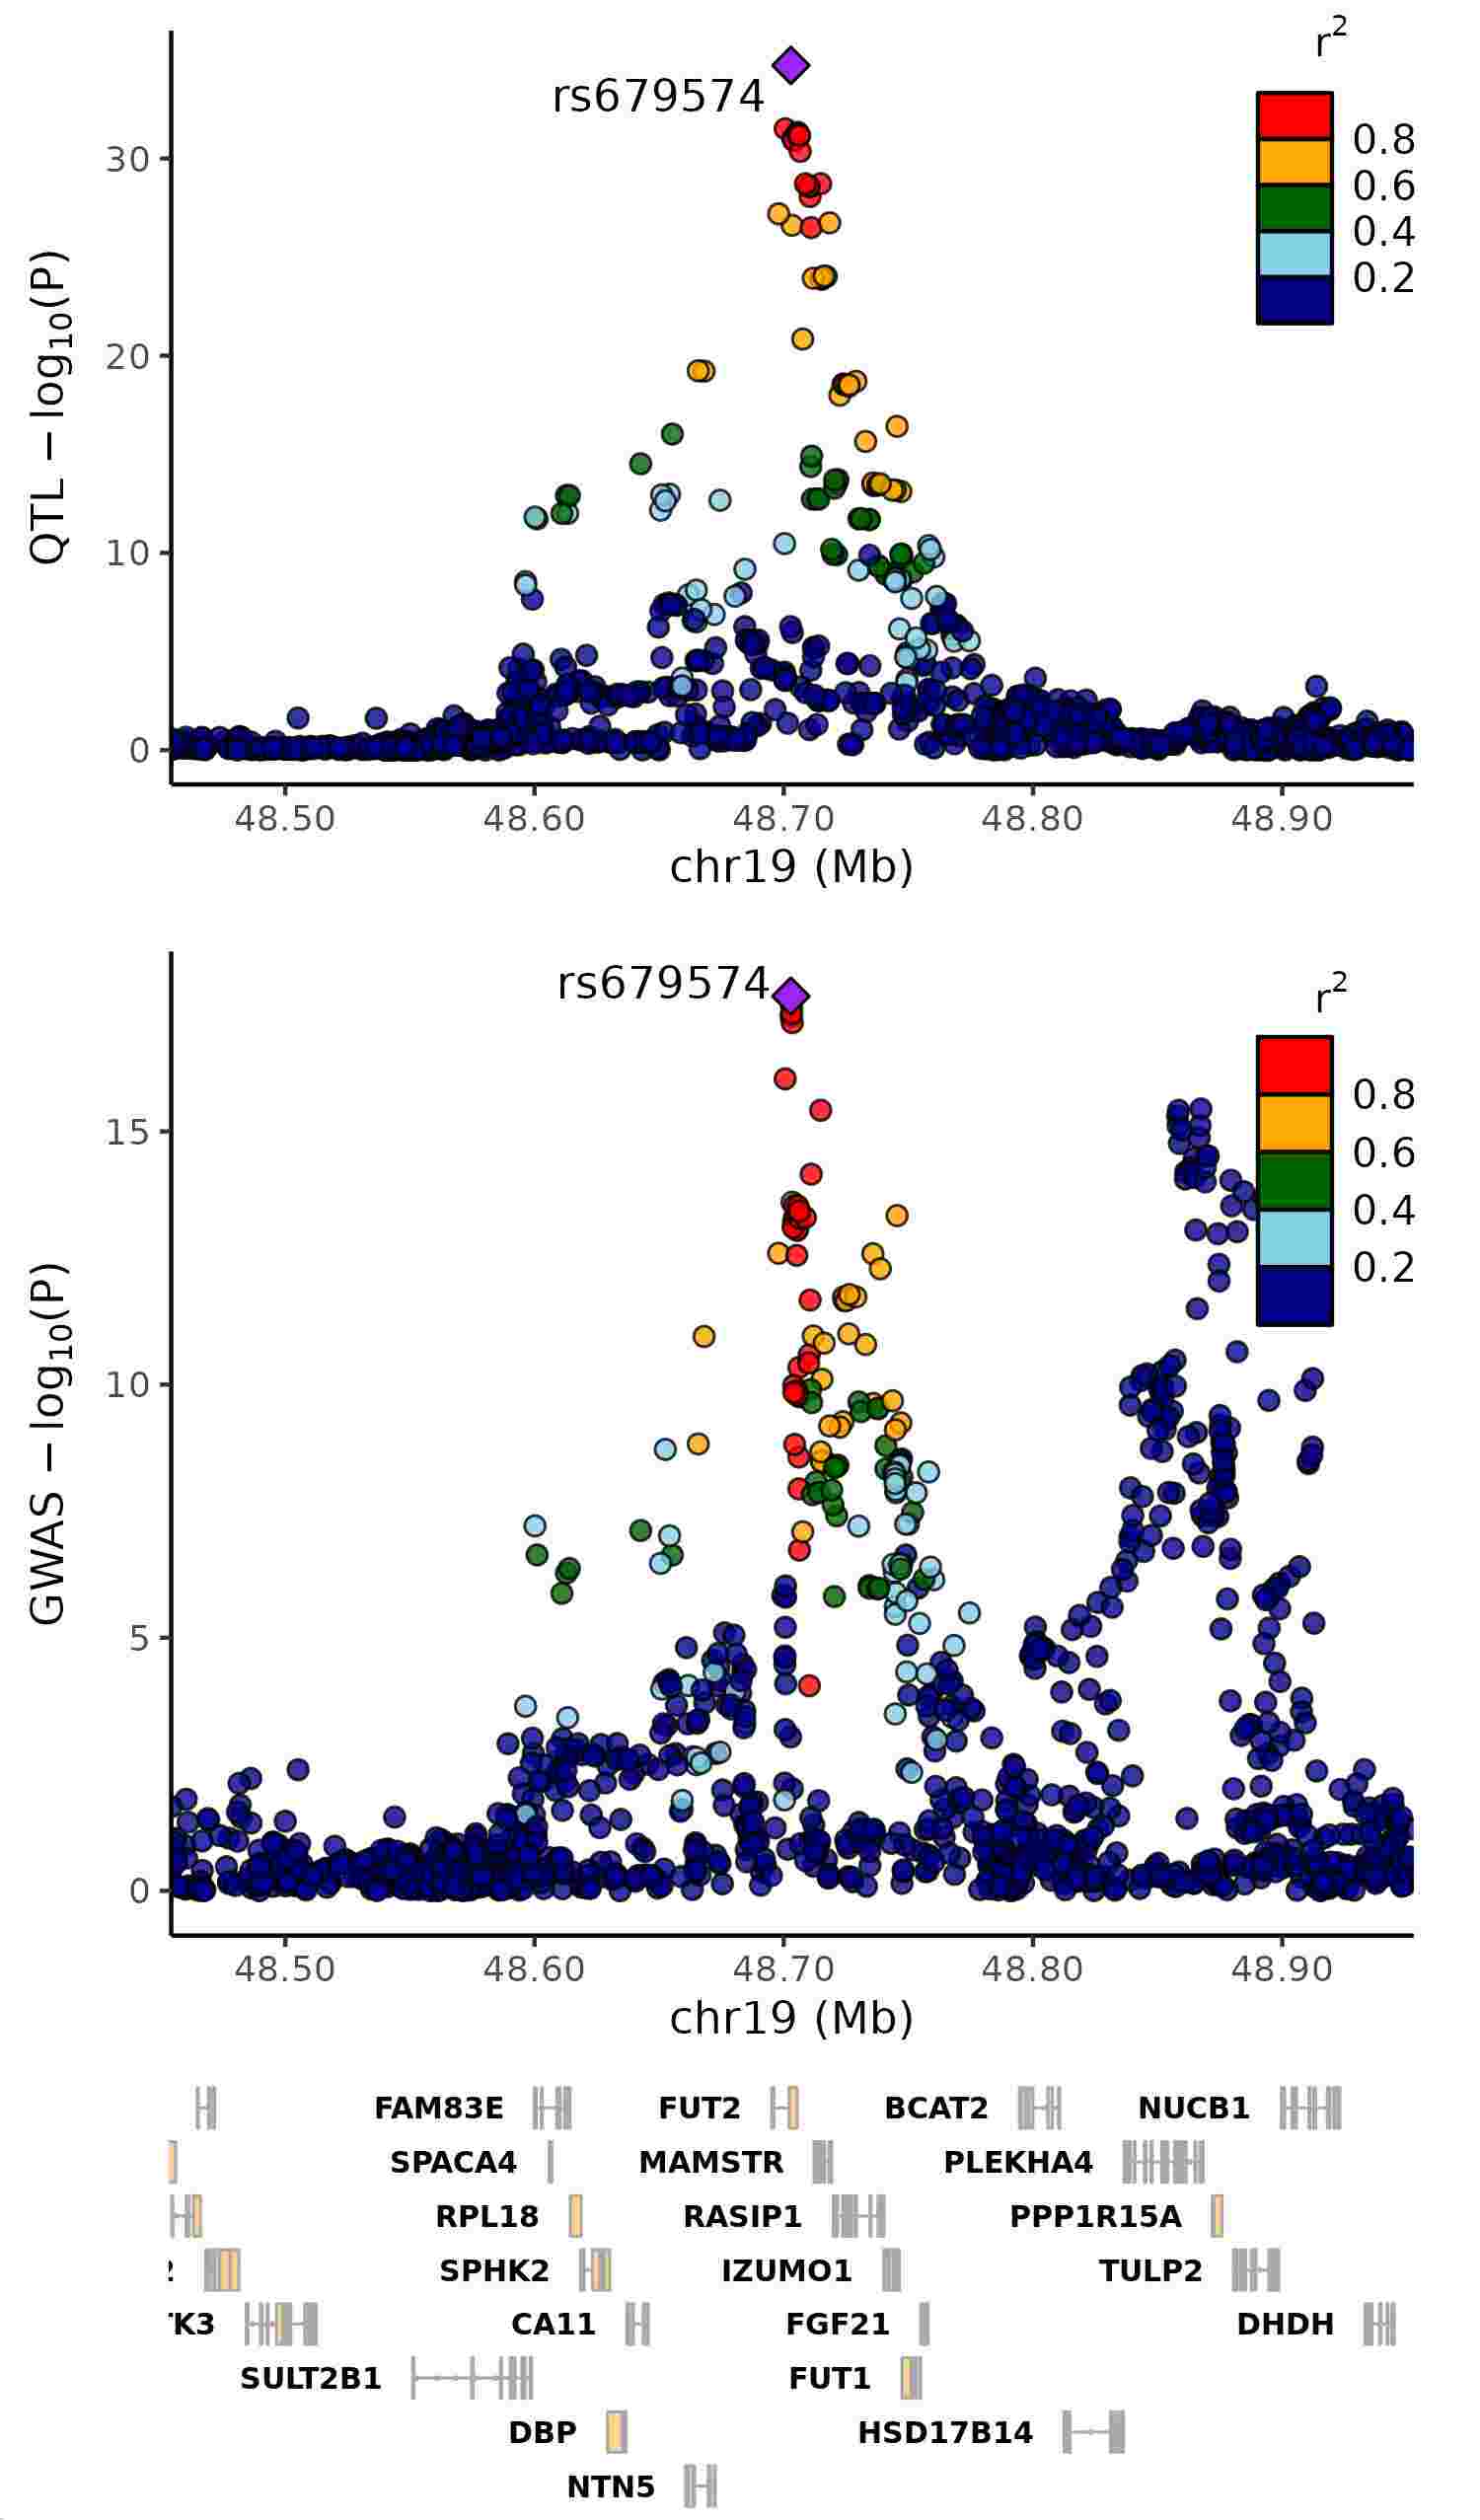 r2
rs679574
0.8
0.6
0.4
0.2
30
20
10
0
QTL −log10(P)
48.50 48.60 48.70 48.80 48.90
chr19 (Mb)
r2
rs679574
0.8
0.6
0.4
0.2
15
10
5
0
GWAS −log10(P)
48.50 48.60 48.70 48.80 48.90
chr19 (Mb)
FAM83E FUT2 BCAT2 NUCB1
SPACA4 MAMSTR PLEKHA4
RPL18 RASIP1 PPP1R15A
SPHK2 IZUMO1 TULP2
K3 CA11 FGF21 DHDH
SULT2B1 FUT1
DBP HSD17B14
NTN5